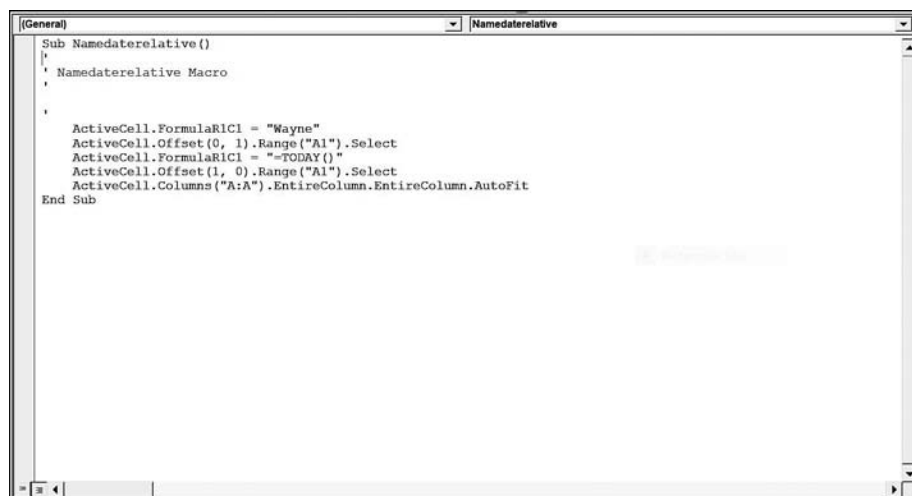 (General) Namedaterelative
Sub Namedaterelative()
'
' Namedaterelative Macro
'
'
ActiveCell.FormulaR1C1 = "Wayne"
ActiveCell.Offset(0, 1).Range("A1").Select
ActiveCell.FormulaR1C1 = "=TODAY()"
ActiveCell.Offset(1, 0).Range("A1").Select
ActiveCell.Columns("A:A").EntireColumn.EntireColumn.AutoFit
End Sub